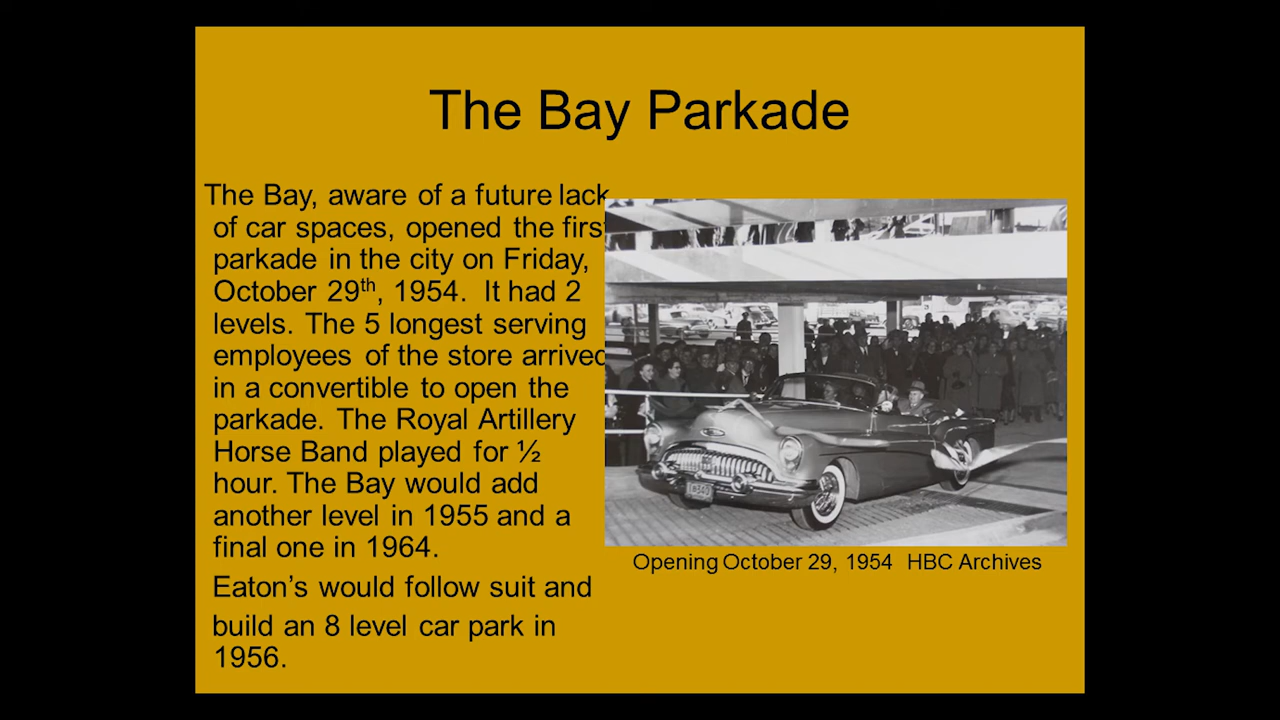 The Bay Parkade
The Bay, aware of a future lack
of car spaces, opened the firs
parkade in the city on Friday,
October 29th, 1954. It had 2
levels. The 5 longest serving
employees of the store arrived
in a convertible to open the
parkade. The Royal Artillery
Horse Band played for ½
hour. The Bay would add
another level in 1955 and a
final one in 1964.
Eaton’s would follow suit and
build an 8 level car park in
1956.
Opening October 29, 1954 HBC Archives